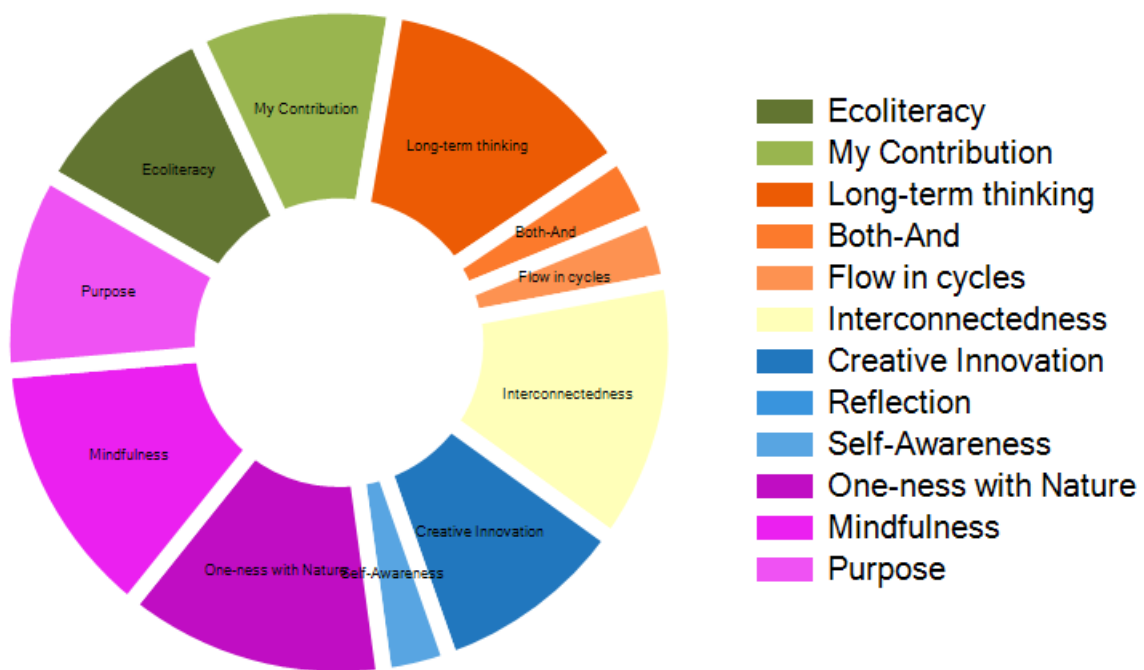 My Contribution
Long-term thinking
Ecoliteracy
Both-And
Flow in cycles
Purpose
Interconnectedness
Mindfulness
Creative Innovation
One-ness with Nature
Self-Awareness
Ecoliteracy
My Contribution
Long-term thinking
Both-And
Flow in cycles
Interconnectedness
Creative Innovation
Reflection
Self-Awareness
One-ness with Nature
Mindfulness
Purpose